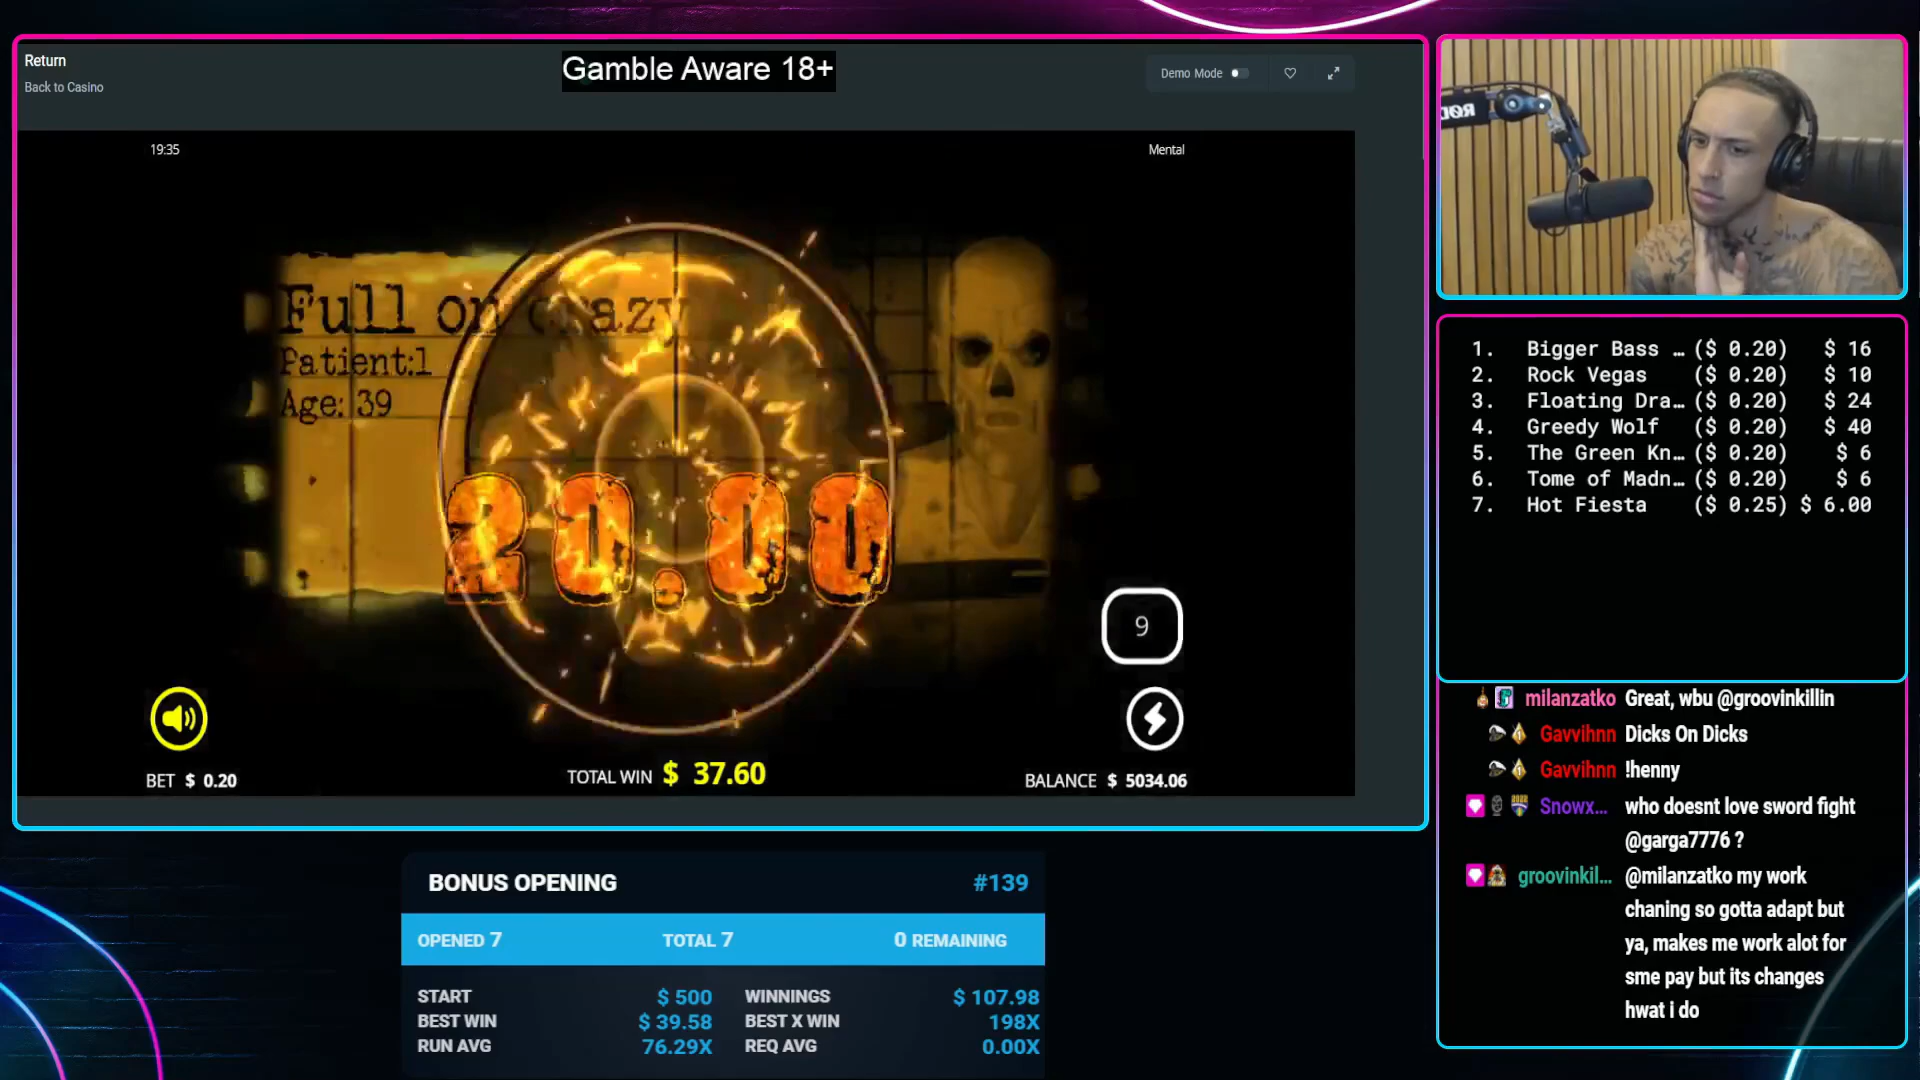 Return
Back to Casino
Gamble Aware 18+
Demo Mode
19:35
Mental
Full on crazy
Patient:1
Age: 39
20.00
9
BET $ 0.20
TOTAL WIN $ 37.60
BALANCE $ 5034.06
RØD
1. Bigger Bass … ($ 0.20) $ 16
2. Rock Vegas ($ 0.20) $ 10
3. Floating Dra… ($ 0.20) $ 24
4. Greedy Wolf ($ 0.20) $ 40
5. The Green Kn… ($ 0.20) $ 6
6. Tome of Madn… ($ 0.20) $ 6
7. Hot Fiesta ($ 0.25) $ 6.00
milanzatko Great, wbu @groovinkillin
Gavvihnn Dicks On Dicks
Gavvihnn !henny
Snowx... who doesnt love sword fight
@garga7776 ?
groovinkil... @milanzatko my work
chaning so gotta adapt but
ya, makes me work alot for
sme pay but its changes
hwat i do
BONUS OPENING #139
OPENED 7 TOTAL 7 0 REMAINING
START $ 500 WINNINGS $ 107.98
BEST WIN $ 39.58 BEST X WIN 198X
RUN AVG 76.29X REQ AVG 0.00X